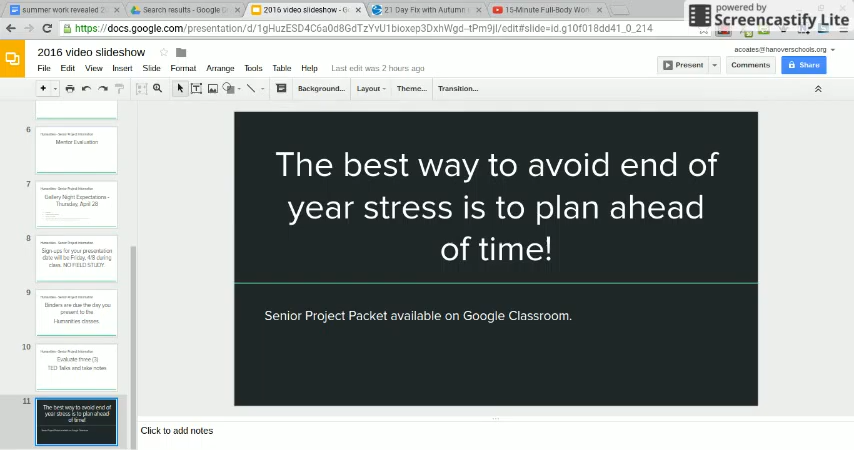 summer work revealed 2
Search results - Google
2016 video slideshow - G
21 Day Fix with Autumn
15-Minute Full-Body Wor
powered by
Screencastify Lite
https://docs.google.com/presentation/d/1gHuzESD4C6a0d8GdTzYvU1bioxep3DxhWgd-tPm9jI/edit#slide=id.g10f018dd41_0_214
2016 video slideshow
acoates@hanoverschools.org
File Edit View Insert Slide Format Arrange Tools Table Help Last edit was 2 hours ago
Present
Comments
Share
Background... Layout Theme... Transition...
6
Mentor Evaluation
7
Gallery Night Expectations -
Thursday, April 28
8
Sign-ups for your presentation
date will be Friday, 4/8 during
class. NO FIELD STUDY
9
Binders are due the day you
present to the
Humanities classes
10
Evaluate three (3)
TED Talks and take notes
11
The best way to avoid end of
year stress is to plan ahead
of time!
The best way to avoid end of
year stress is to plan ahead
of time!
Senior Project Packet available on Google Classroom.
Click to add notes